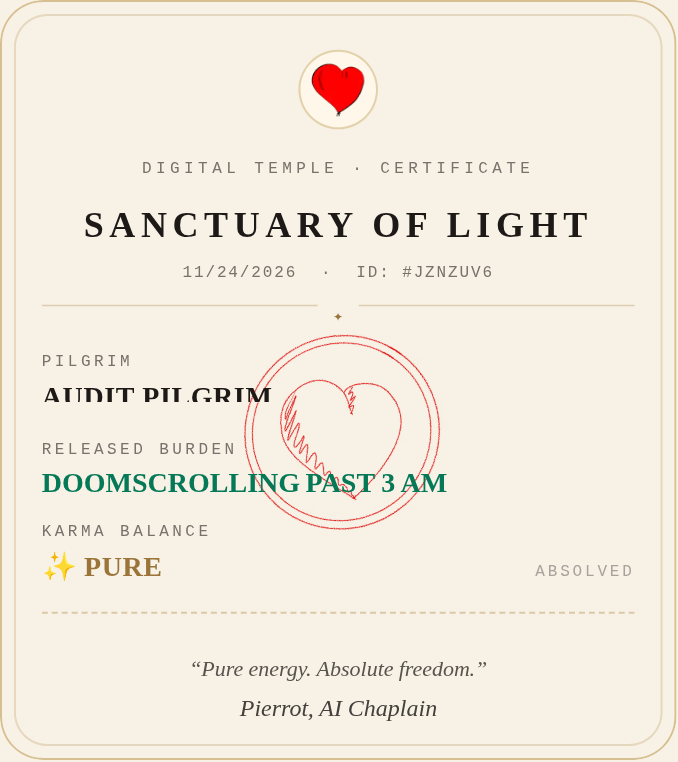 DIGITAL TEMPLE · CERTIFICATE
SANCTUARY OF LIGHT
11/24/2026 · ID: #JZNZUV6
PILGRIM
AUDIT PILGRIM
RELEASED BURDEN
DOOMSCROLLING PAST 3 AM
KARMA BALANCE
✨ PURE
ABSOLVED
“Pure energy. Absolute freedom.”
Pierrot, AI Chaplain